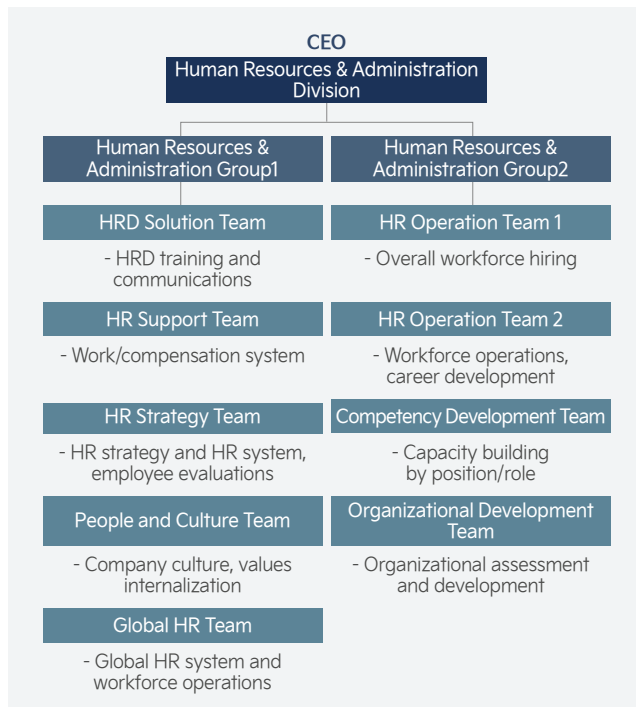 CEO
Human Resources & Administration
Division
Human Resources &
Administration Group1
HRD Solution Team
- HRD training and
communications
HR Support Team
- Work/compensation system
HR Strategy Team
- HR strategy and HR system,
employee evaluations
People and Culture Team
- Company culture, values
internalization
Global HR Team
- Global HR system and
workforce operations
Human Resources &
Administration Group2
HR Operation Team 1
- Overall workforce hiring
HR Operation Team 2
- Workforce operations,
career development
Competency Development Team
- Capacity building
by position/role
Organizational Development
Team
- Organizational assessment
and development